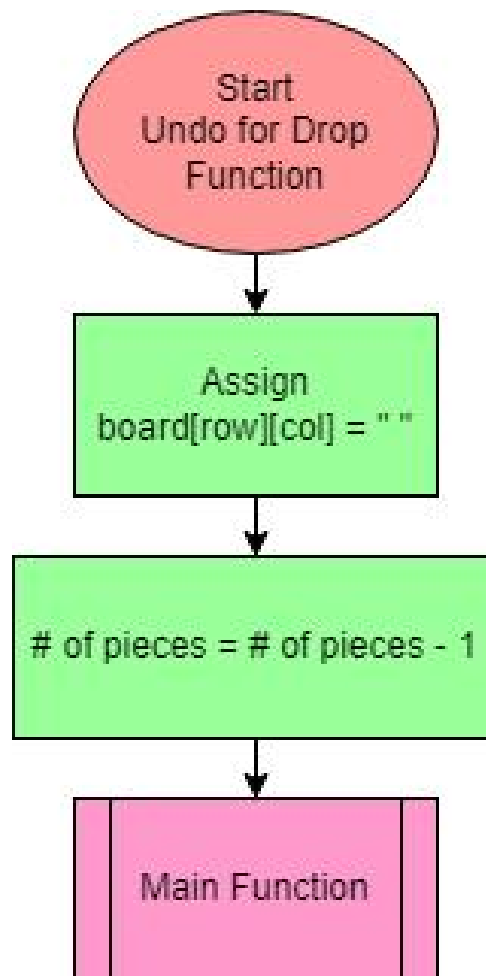 Start
Undo for Drop
Function
Assign
board[row][col] = " "
# of pieces = # of pieces - 1
Main Function